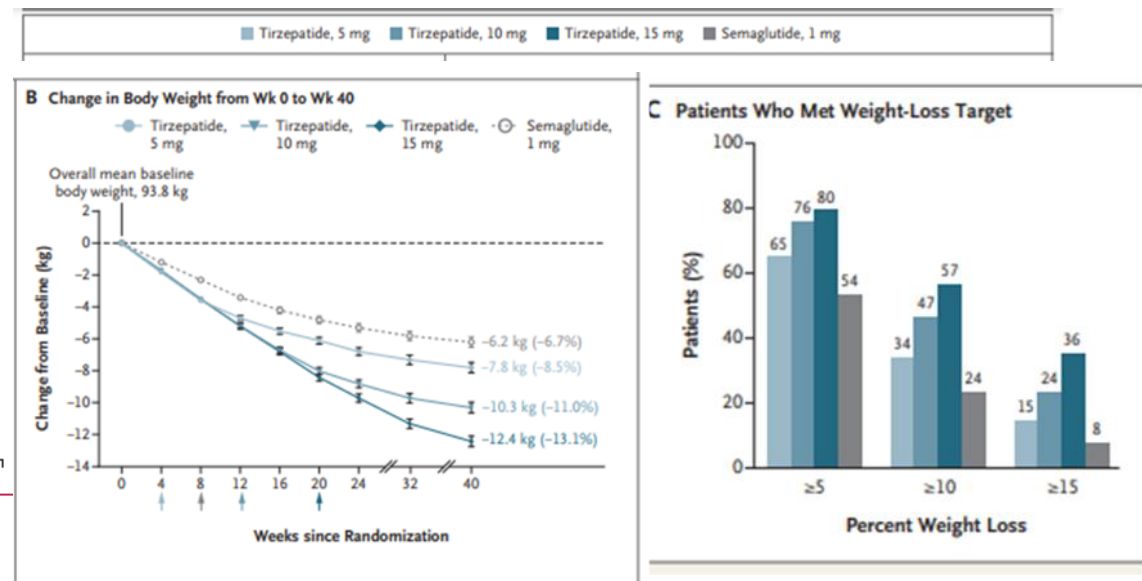 Tirzepatide, 5 mg Tirzepatide, 10 mg Tirzepatide, 15 mg Semaglutide, 1 mg
B Change in Body Weight from Wk 0 to Wk 40
Tirzepatide, 5 mg
Tirzepatide, 10 mg
Tirzepatide, 15 mg
Semaglutide, 1 mg
Overall mean baseline
body weight, 93.8 kg
Change from Baseline (kg)
2
0
−2
−4
−6
−8
−10
−12
−14
−6.2 kg (−6.7%)
−7.8 kg (−8.5%)
−10.3 kg (−11.0%)
−12.4 kg (−13.1%)
0 4 8 12 16 20 24 32 40
Weeks since Randomization
C Patients Who Met Weight-Loss Target
Patients (%)
100
80
60
40
20
0
65 76 80 54
34 47 57 24
15 24 36 8
≥5 ≥10 ≥15
Percent Weight Loss